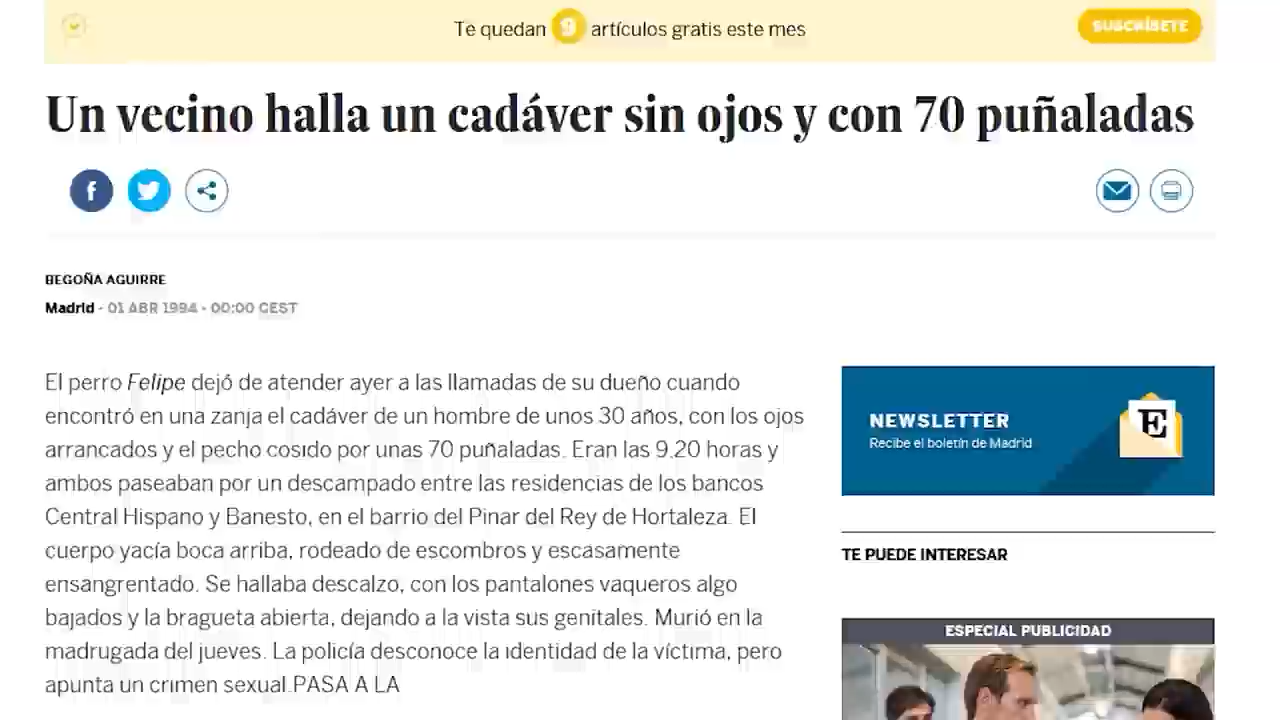 Te quedan 9 artículos gratis este mes
SUSCRÍBETE
Un vecino halla un cadáver sin ojos y con 70 puñaladas
BEGOÑA AGUIRRE
Madrid - 01 ABR 1994 - 00:00 CEST
El perro Felipe dejó de atender ayer a las llamadas de su dueño cuando
encontró en una zanja el cadáver de un hombre de unos 30 años, con los ojos
arrancados y el pecho cosido por unas 70 puñaladas. Eran las 9.20 horas y
ambos paseaban por un descampado entre las residencias de los bancos
Central Hispano y Banesto, en el barrio del Pinar del Rey de Hortaleza. El
cuerpo yacía boca arriba, rodeado de escombros y escasamente
ensangrentado. Se hallaba descalzo, con los pantalones vaqueros algo
bajados y la bragueta abierta, dejando a la vista sus genitales. Murió en la
madrugada del jueves. La policía desconoce la identidad de la víctima, pero
apunta un crimen sexual.PASA A LA
NEWSLETTER
Recibe el boletín de Madrid
E
TE PUEDE INTERESAR
ESPECIAL PUBLICIDAD